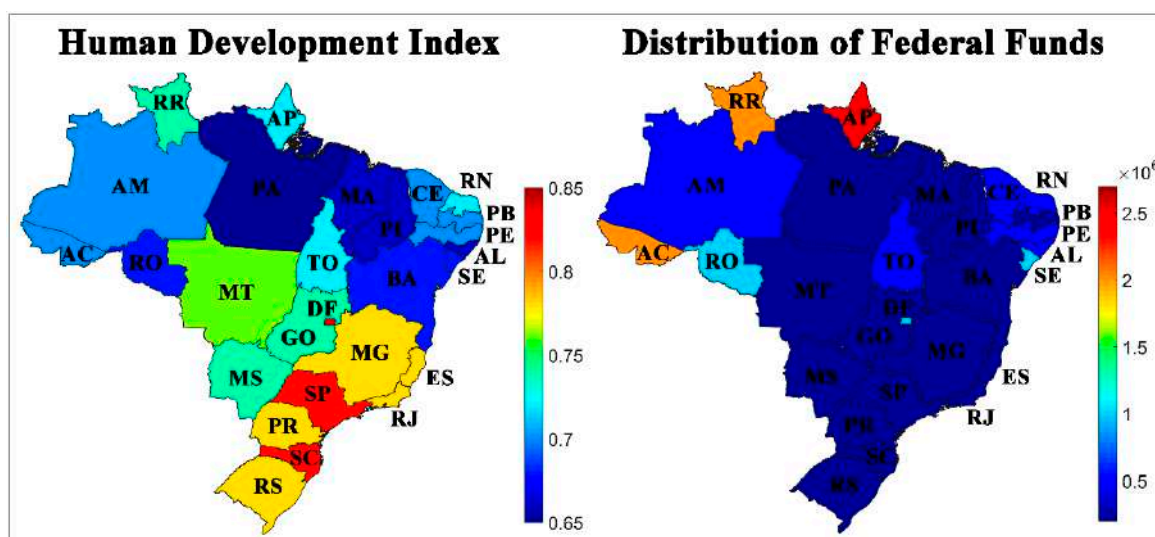 Human Development Index
Distribution of Federal Funds
RR
AP
AM
PA
MA
CE
RN
PB
PI
PE
AC
RO
TO
AL
SE
MT
BA
DF
GO
MG
MS
ES
SP
RJ
PR
SC
RS
0.85
0.8
0.75
0.7
0.65
RR
AP
AM
PA
MA
CE
RN
PB
PI
PE
AC
RO
TO
AL
SE
MT
BA
DF
GO
MG
MS
ES
SP
RJ
PR
SC
RS
×10⁶
2.5
2
1.5
1
0.5